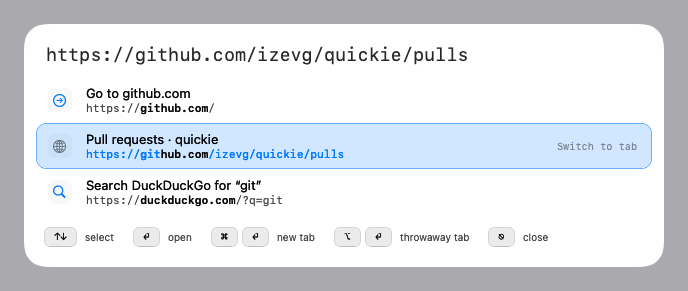 https://github.com/izevg/quickie/pulls
Go to github.com
https://github.com/
Pull requests · quickie
https://github.com/izevg/quickie/pulls
Switch to tab
Search DuckDuckGo for “git”
https://duckduckgo.com/?q=git
↑↓ select ⏎ open ⌘ ⏎ new tab ⌥ ⏎ throwaway tab ⎋ close